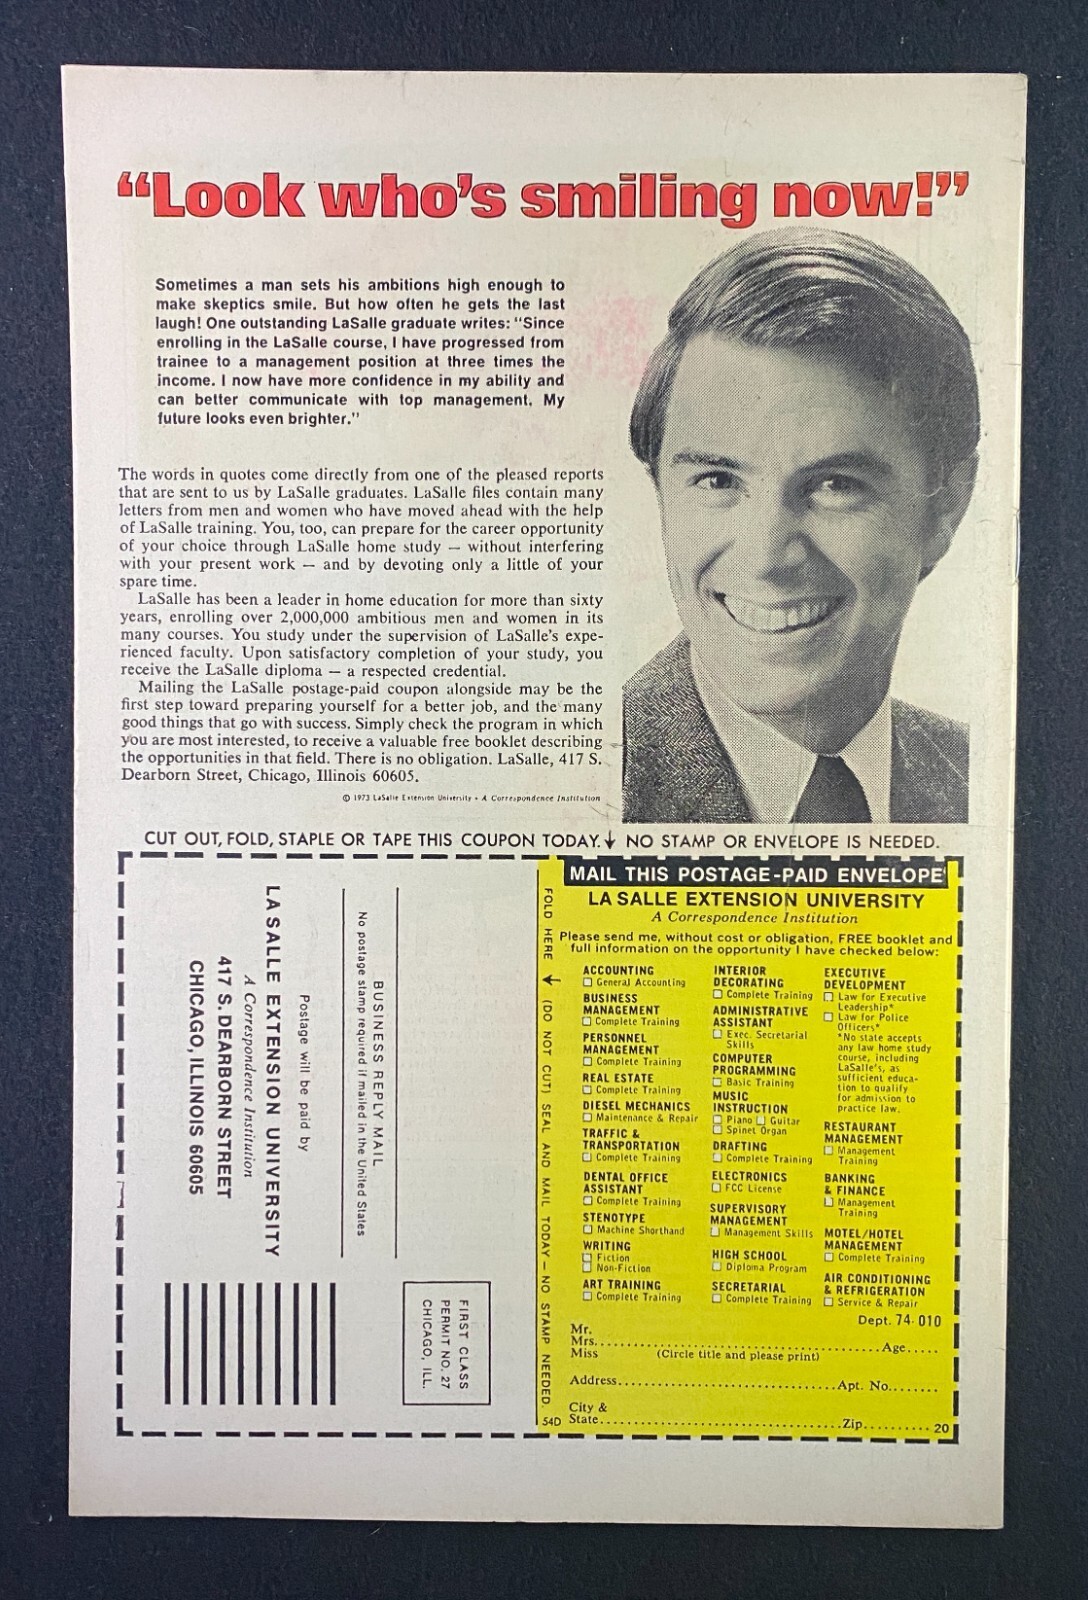 “Look who’s smiling now!”
Sometimes a man sets his ambitions high enough to
make skeptics smile. But how often he gets the last
laugh! One outstanding LaSalle graduate writes: “Since
enrolling in the LaSalle course, I have progressed from
trainee to a management position at three times the
income. I now have more confidence in my ability and
can better communicate with top management. My
future looks even brighter.”
The words in quotes come directly from one of the pleased reports
that are sent to us by LaSalle graduates. LaSalle files contain many
letters from men and women who have moved ahead with the help
of LaSalle training. You, too, can prepare for the career opportunity
of your choice through LaSalle home study — without interfering
with your present work — and by devoting only a little of your
spare time.
LaSalle has been a leader in home education for more than sixty
years, enrolling over 2,000,000 ambitious men and women in its
many courses. You study under the supervision of LaSalle’s expe-
rienced faculty. Upon satisfactory completion of your study, you
receive the LaSalle diploma — a respected credential.
Mailing the LaSalle postage-paid coupon alongside may be the
first step toward preparing yourself for a better job, and the many
good things that go with success. Simply check the program in which
you are most interested, to receive a valuable free booklet describing
the opportunities in that field. There is no obligation. LaSalle, 417 S.
Dearborn Street, Chicago, Illinois 60605.
© 1973 LaSalle Extension University • A Correspondence Institution
CUT OUT, FOLD, STAPLE OR TAPE THIS COUPON TODAY. ↓ NO STAMP OR ENVELOPE IS NEEDED.
FIRST CLASS
PERMIT NO. 27
CHICAGO, ILL.
BUSINESS REPLY MAIL
No postage stamp required if mailed in the United States
Postage will be paid by
LA SALLE EXTENSION UNIVERSITY
A Correspondence Institution
417 S. DEARBORN STREET
CHICAGO, ILLINOIS 60605
FOLD HERE ↓ (DO NOT CUT) SEAL AND MAIL TODAY — NO STAMP NEEDED.
54D
MAIL THIS POSTAGE-PAID ENVELOPE
LA SALLE EXTENSION UNIVERSITY
A Correspondence Institution
Please send me, without cost or obligation, FREE booklet and
full information on the opportunity I have checked below:
ACCOUNTING
☐ General Accounting
BUSINESS
MANAGEMENT
☐ Complete Training
PERSONNEL
MANAGEMENT
☐ Complete Training
REAL ESTATE
☐ Complete Training
DIESEL MECHANICS
☐ Maintenance & Repair
TRAFFIC &
TRANSPORTATION
☐ Complete Training
DENTAL OFFICE
ASSISTANT
☐ Complete Training
STENOTYPE
☐ Machine Shorthand
WRITING
☐ Fiction
☐ Non-Fiction
ART TRAINING
☐ Complete Training
INTERIOR
DECORATING
☐ Complete Training
ADMINISTRATIVE
ASSISTANT
☐ Exec. Secretarial
Skills
COMPUTER
PROGRAMMING
☐ Basic Training
MUSIC
INSTRUCTION
☐ Piano ☐ Guitar
☐ Spinet Organ
DRAFTING
☐ Complete Training
ELECTRONICS
☐ FCC License
SUPERVISORY
MANAGEMENT
☐ Management Skills
HIGH SCHOOL
☐ Diploma Program
SECRETARIAL
☐ Complete Training
EXECUTIVE
DEVELOPMENT
☐ Law for Executive
Leadership*
☐ Law for Police
Officers*
*No state accepts
any law home study
course, including
LaSalle’s, as
sufficient educa-
tion to qualify
for admission to
practice law.
RESTAURANT
MANAGEMENT
☐ Management
Training
BANKING
& FINANCE
☐ Management
Training
MOTEL/HOTEL
MANAGEMENT
☐ Complete Training
AIR CONDITIONING
& REFRIGERATION
☐ Service & Repair
Dept. 74-010
Mr.
Mrs. Age
Miss (Circle title and please print)
Address Apt. No.
City &
State Zip 20